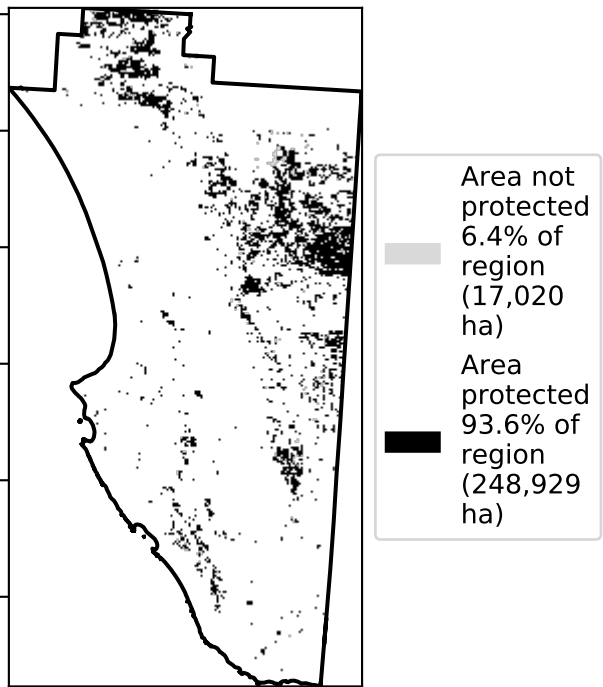 Area not
protected
6.4% of
region
(17,020
ha)
Area
protected
93.6% of
region
(248,929
ha)